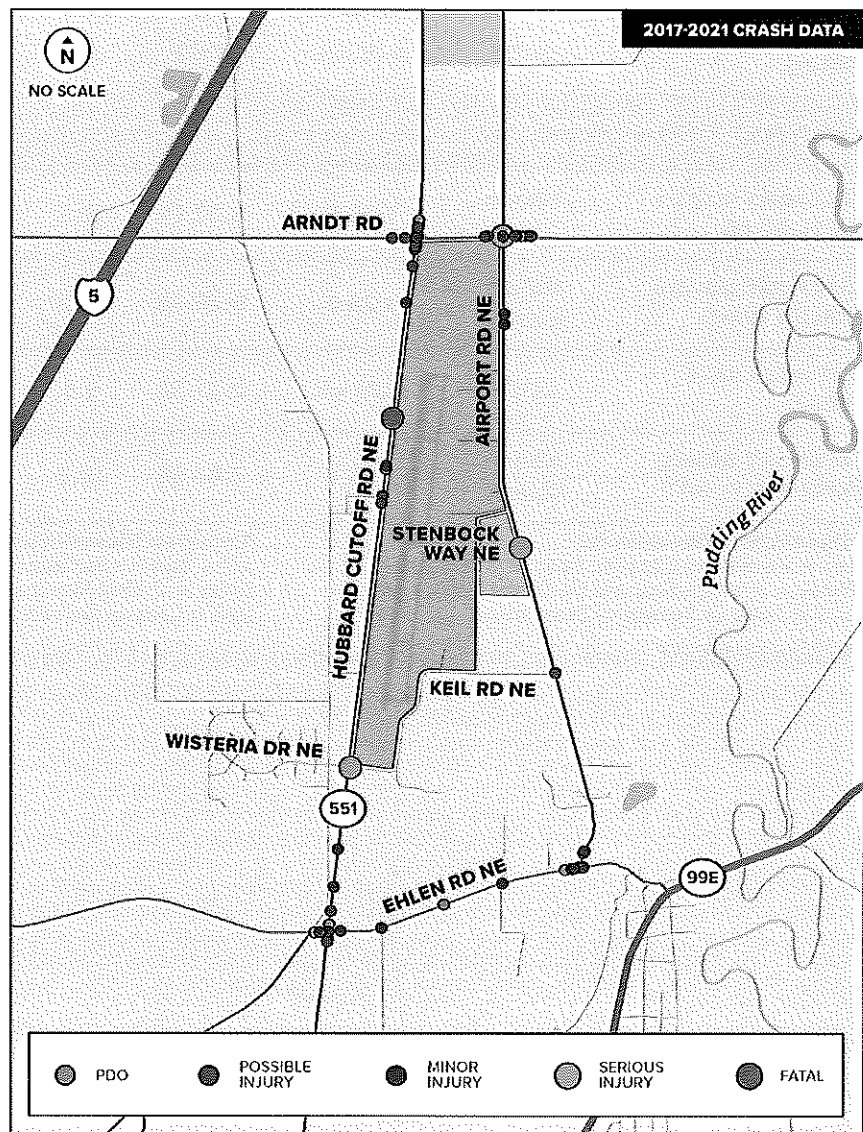 2017-2021 CRASH DATA
N
NO SCALE
ARNDT RD
5
AIRPORT RD NE
HUBBARD CUTOFF RD NE
STENBOCK
WAY NE
Pudding River
KEIL RD NE
WISTERIA DR NE
551
EHLEN RD NE
99E
PDO
POSSIBLE
INJURY
MINOR
INJURY
SERIOUS
INJURY
FATAL